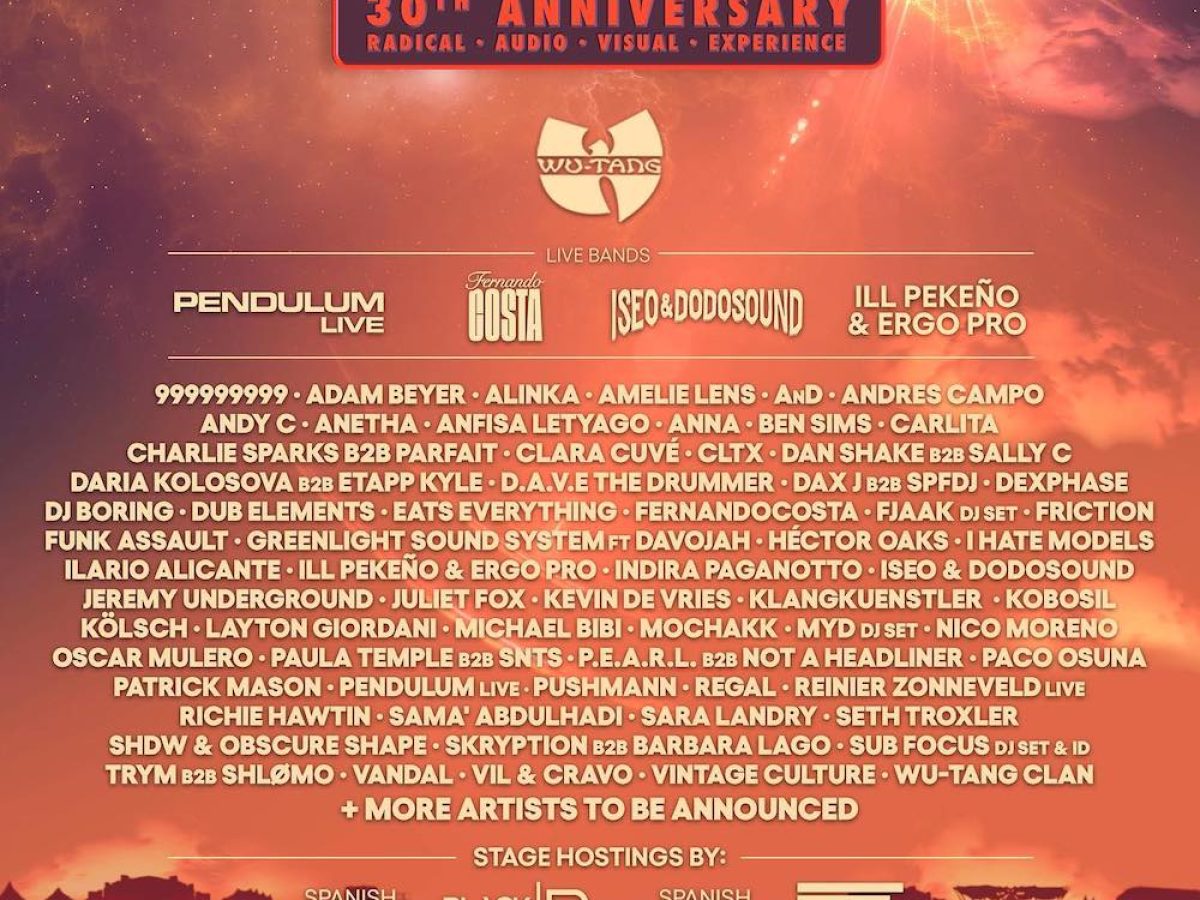 30TH ANNIVERSARY
RADICAL · AUDIO · VISUAL · EXPERIENCE
WU-TANG
LIVE BANDS
PENDULUM LIVE
Fernando COSTA
ISEO & DODOSOUND
ILL PEKEÑO & ERGO PRO
999999999 · ADAM BEYER · ALINKA · AMELIE LENS · AnD · ANDRES CAMPO
ANDY C · ANETHA · ANFISA LETYAGO · ANNA · BEN SIMS · CARLITA
CHARLIE SPARKS B2B PARFAIT · CLARA CUVÉ · CLTX · DAN SHAKE B2B SALLY C
DARIA KOLOSOVA B2B ETAPP KYLE · D.A.V.E THE DRUMMER · DAX J B2B SPFDJ · DEXPHASE
DJ BORING · DUB ELEMENTS · EATS EVERYTHING · FERNANDOCOSTA · FJAAK DJ SET · FRICTION
FUNK ASSAULT · GREENLIGHT SOUND SYSTEM FT DAVOJAH · HÉCTOR OAKS · I HATE MODELS
ILARIO ALICANTE · ILL PEKEÑO & ERGO PRO · INDIRA PAGANOTTO · ISEO & DODOSOUND
JEREMY UNDERGROUND · JULIET FOX · KEVIN DE VRIES · KLANGKUENSTLER · KOBOSIL
KÖLSCH · LAYTON GIORDANI · MICHAEL BIBI · MOCHAKK · MYD DJ SET · NICO MORENO
OSCAR MULERO · PAULA TEMPLE B2B SNTS · P.E.A.R.L. B2B NOT A HEADLINER · PACO OSUNA
PATRICK MASON · PENDULUM LIVE · PUSHMANN · REGAL · REINIER ZONNEVELD LIVE
RICHIE HAWTIN · SAMA' ABDULHADI · SARA LANDRY · SETH TROXLER
SHDW & OBSCURE SHAPE · SKRYPTION B2B BARBARA LAGO · SUB FOCUS DJ SET & ID
TRYM B2B SHLØMO · VANDAL · VIL & CRAVO · VINTAGE CULTURE · WU-TANG CLAN
+ MORE ARTISTS TO BE ANNOUNCED
STAGE HOSTINGS BY:
SPANISH
SPANISH